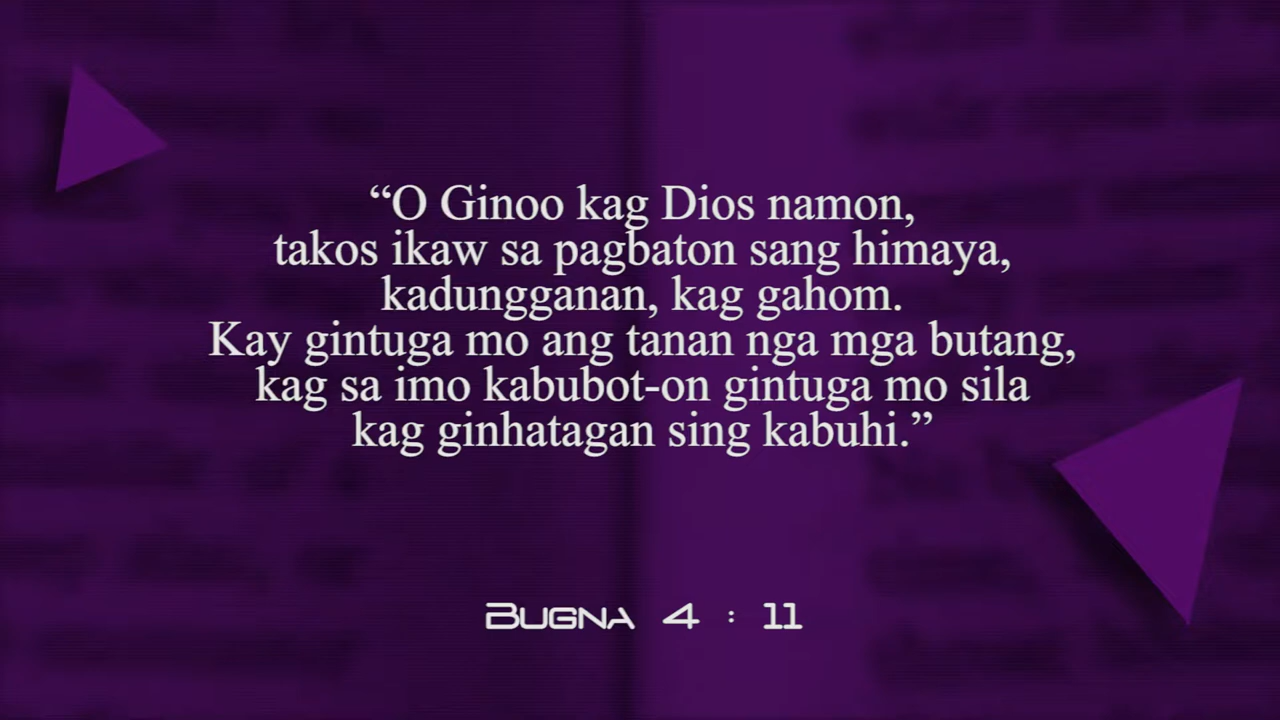 “O Ginoo kag Dios namon,
takos ikaw sa pagbaton sang himaya,
kadungganan, kag gahom.
Kay gintuga mo ang tanan nga mga butang,
kag sa imo kabubot-on gintuga mo sila
kag ginhatagan sing kabuhi.”
Bugna 4 : 11